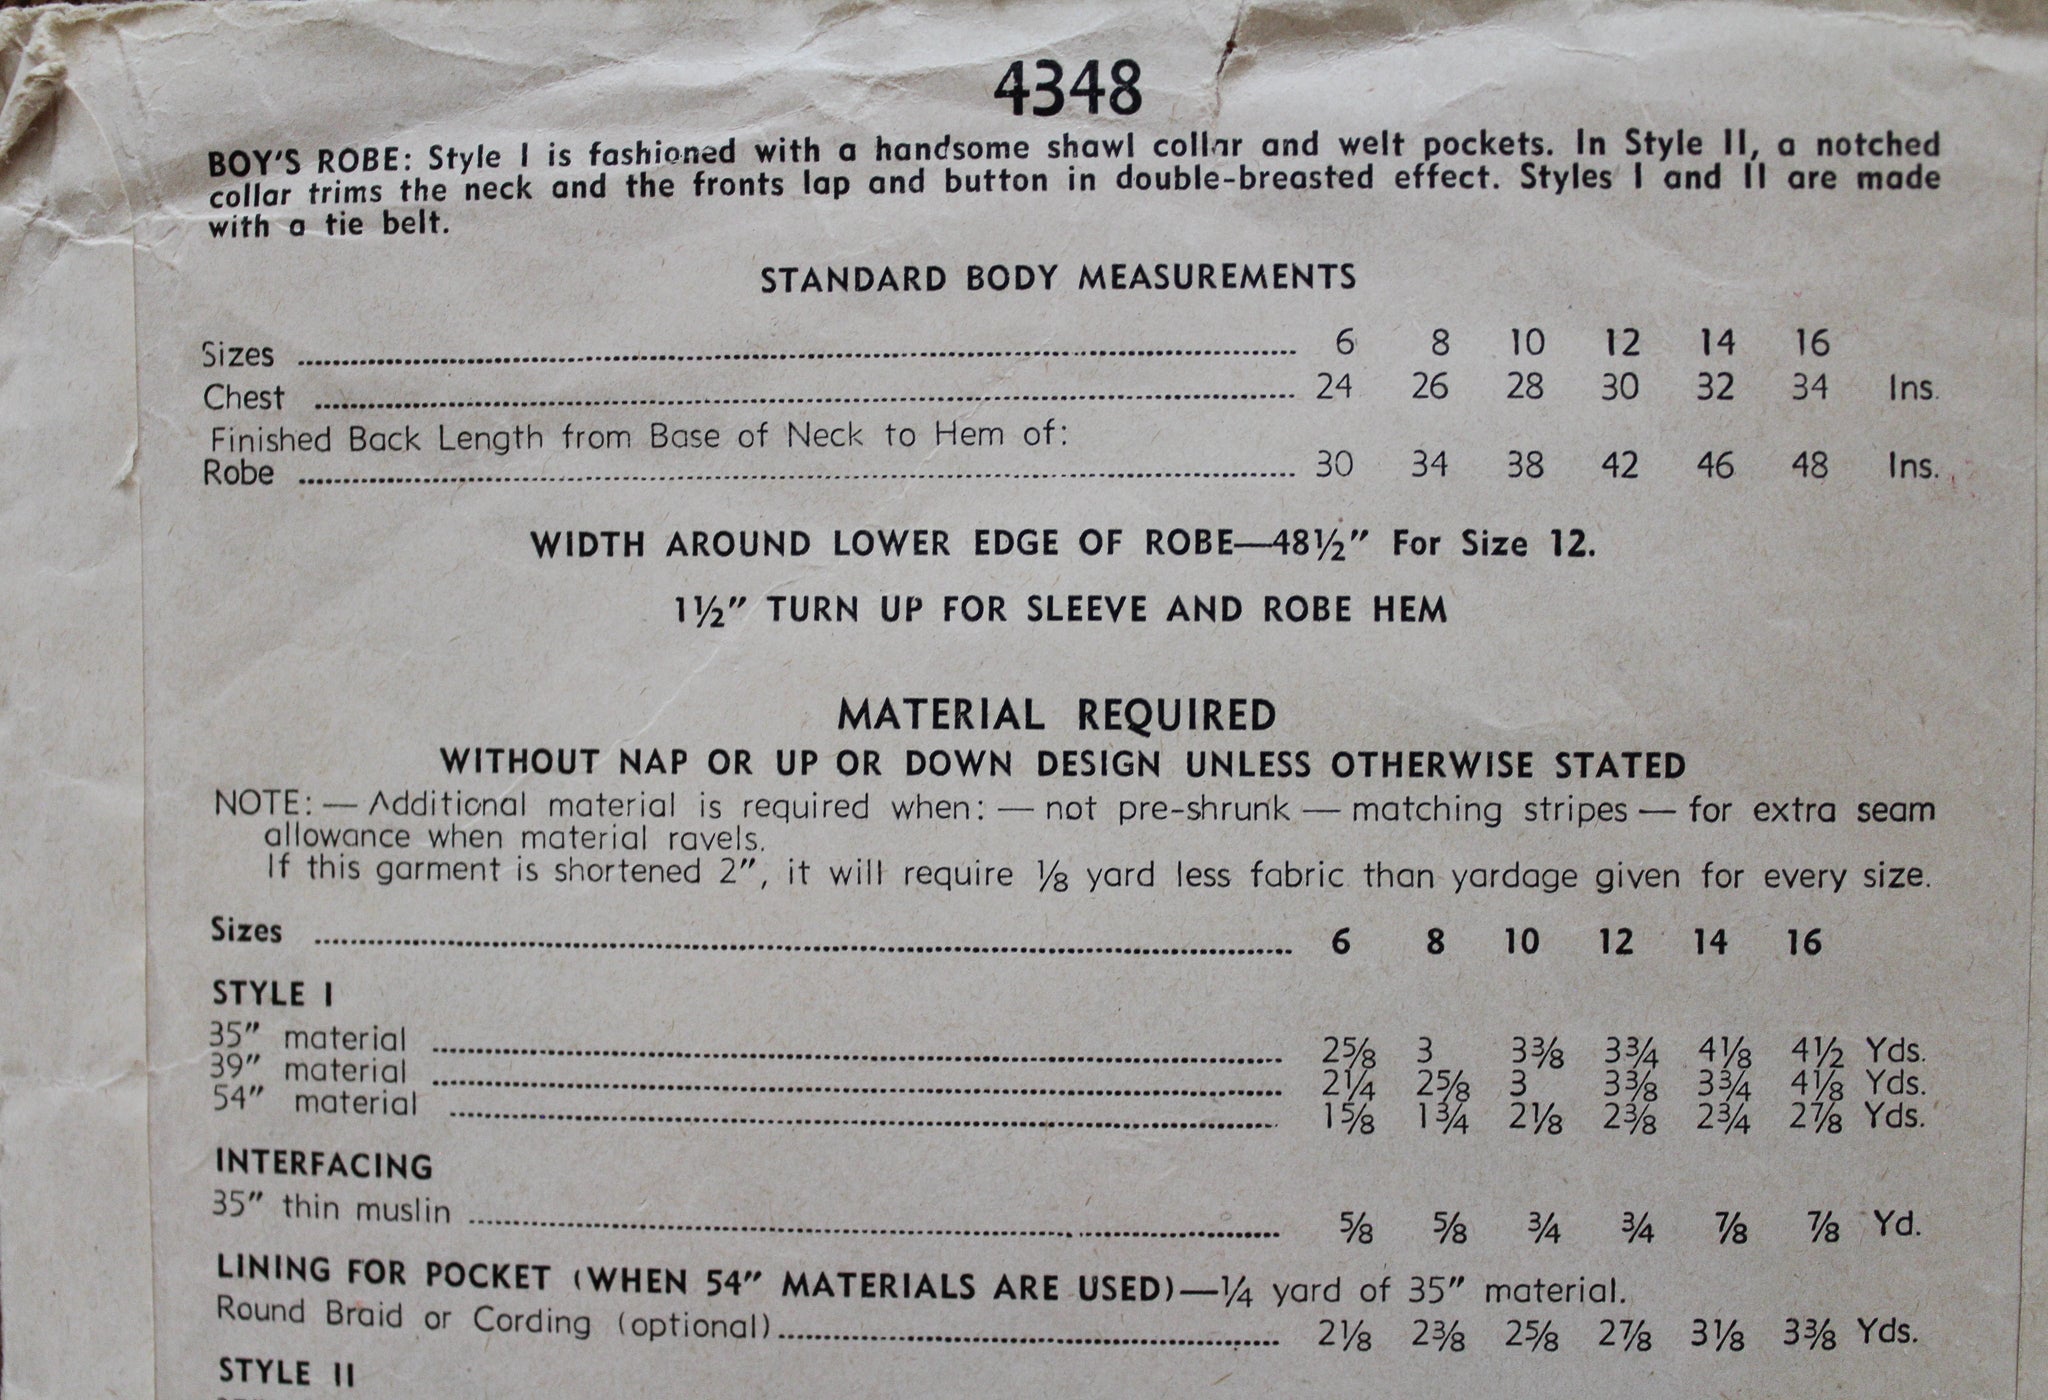 4348
BOY'S ROBE: Style I is fashioned with a handsome shawl collar and welt pockets. In Style II, a notched
collar trims the neck and the fronts lap and button in double-breasted effect. Styles I and II are made
with a tie belt.
STANDARD BODY MEASUREMENTS
Sizes ........ 6 8 10 12 14 16
Chest ........ 24 26 28 30 32 34 Ins.
Finished Back Length from Base of Neck to Hem of:
Robe ........ 30 34 38 42 46 48 Ins.
WIDTH AROUND LOWER EDGE OF ROBE—48½" For Size 12.
1½" TURN UP FOR SLEEVE AND ROBE HEM
MATERIAL REQUIRED
WITHOUT NAP OR UP OR DOWN DESIGN UNLESS OTHERWISE STATED
NOTE: — Additional material is required when: — not pre-shrunk — matching stripes — for extra seam
allowance when material ravels.
If this garment is shortened 2", it will require ⅛ yard less fabric than yardage given for every size.
Sizes ........ 6 8 10 12 14 16
STYLE I
35" material ........ 2⅝ 3 3⅜ 3¾ 4⅛ 4½ Yds.
39" material ........ 2¼ 2⅝ 3 3⅜ 3¾ 4⅛ Yds.
54" material ........ 1⅝ 1¾ 2⅛ 2⅜ 2¾ 2⅞ Yds.
INTERFACING
35" thin muslin ........ ⅝ ⅝ ¾ ¾ ⅞ ⅞ Yd.
LINING FOR POCKET (WHEN 54" MATERIALS ARE USED)—¼ yard of 35" material.
Round Braid or Cording (optional) ........ 2⅛ 2⅜ 2⅝ 2⅞ 3⅛ 3⅜ Yds.
STYLE II